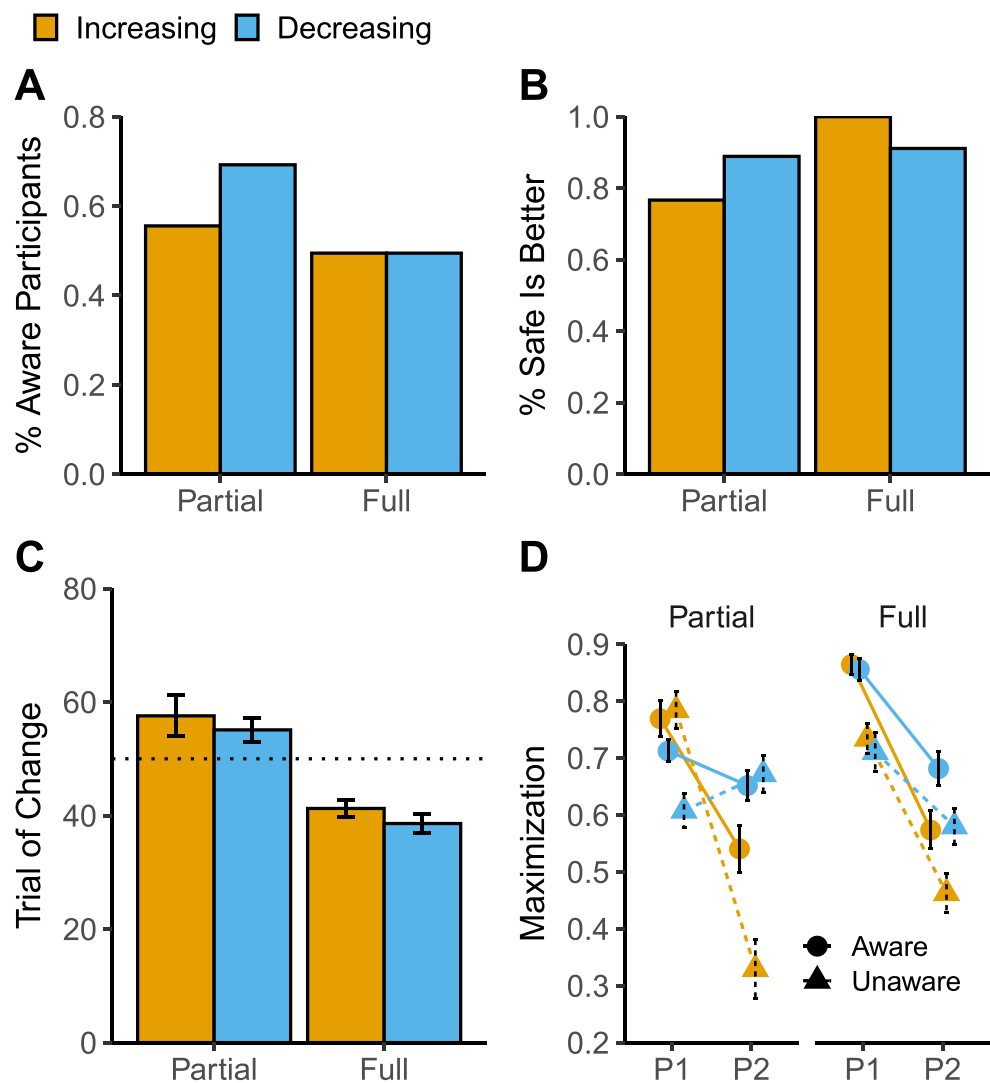 Increasing Decreasing
A
% Aware Participants
0.8
0.6
0.4
0.2
0.0
Partial Full
B
% Safe Is Better
1.0
0.8
0.6
0.4
0.2
0.0
Partial Full
C
Trial of Change
80
60
40
20
0
Partial Full
D
Partial Full
Maximization
0.9
0.8
0.7
0.6
0.5
0.4
0.3
0.2
Aware
Unaware
P1 P2 P1 P2